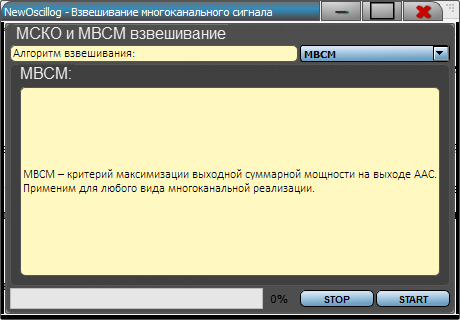 NewOscillog - Взвешивание многоканального сигнала
МСКО и МВСМ взвешивание
Алгоритм взвешивания: МВСМ
МВСМ:
МВСМ – критерий максимизации выходной суммарной мощности на выходе ААС.
Применим для любого вида многоканальной реализации.
0% STOP START